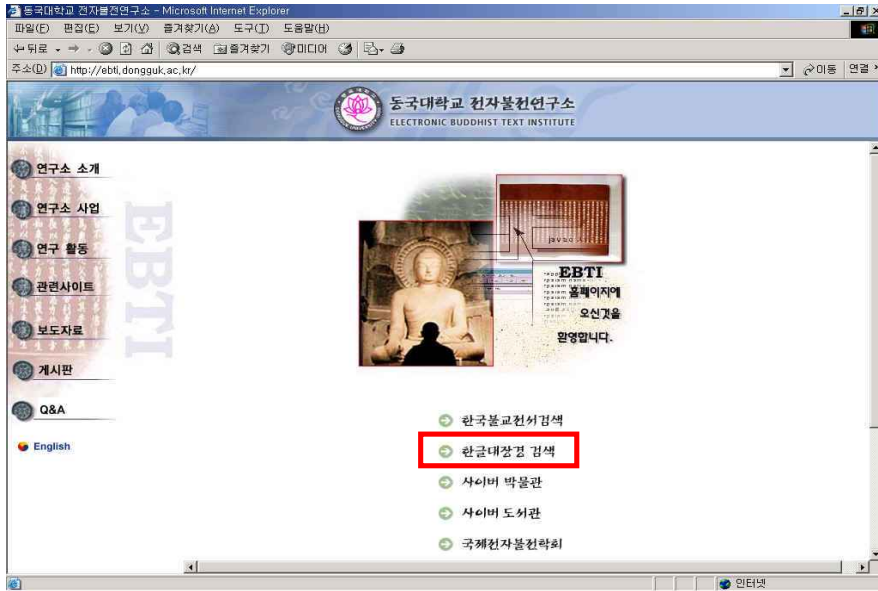 동국대학교 전자불전연구소 - Microsoft Internet Explorer
파일(F) 편집(E) 보기(V) 즐겨찾기(A) 도구(T) 도움말(H)
뒤로 검색 즐겨찾기 미디어
주소(D) http://ebti.dongguk.ac.kr/ 이동 연결 »
동국대학교 전자불전연구소
ELECTRONIC BUDDHIST TEXT INSTITUTE
연구소 소개
연구소 사업
연구 활동
관련사이트
보도자료
게시판
Q&A
English
EBTI
EBTI
홈페이지에
오신것을
환영합니다.
한국불교전서검색
한글대장경 검색
사이버 박물관
사이버 도서관
국제전자불전학회
인터넷